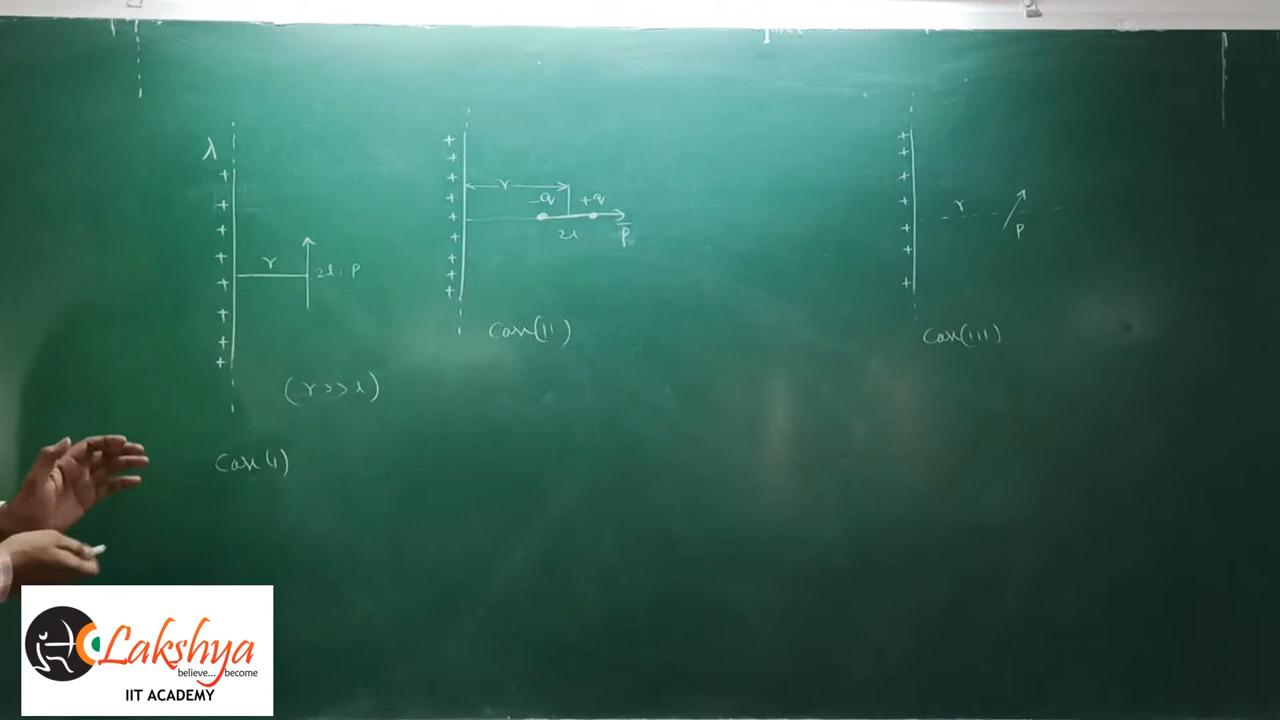 λ
r
2l, P
(r >> l)
Case(i)
r
-q +q
2l
P
Case(ii)
r
P
Case(iii)
Lakshya
believe... become
IIT ACADEMY